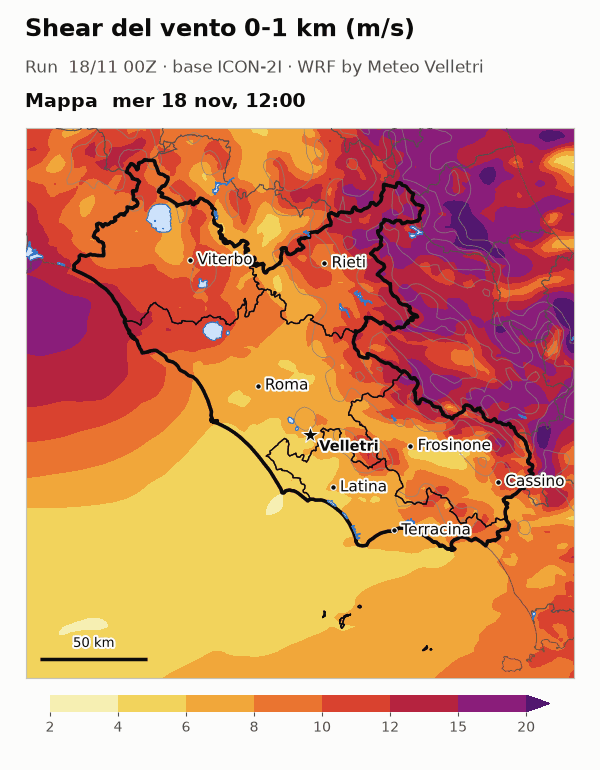 Shear del vento 0-1 km (m/s)
Run  18/11 00Z · base ICON-2I · WRF by Meteo Velletri
Mappa  mer 18 nov, 12:00
Viterbo
Rieti
Roma
Velletri
Frosinone
Cassino
Latina
Terracina
50 km
2 4 6 8 10 12 15 20